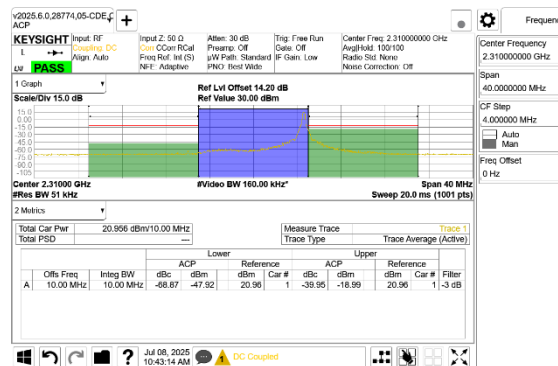 v2025.6.0,28774,05-CDE,C
ACP
+
Frequen
KEYSIGHT
L
PASS
Input: RF
Coupling: DC
Align: Auto
Input Z: 50 Ω
Corr CCorr RCal
Freq Ref: Int (S)
NFE: Adaptive
Atten: 30 dB
Preamp: Off
µW Path: Standard
PNO: Best Wide
Trig: Free Run
Gate: Off
IF Gain: Low
Center Freq: 2.310000000 GHz
Avg|Hold: 100/100
Radio Std: None
Noise Correction: Off
Center Frequency
2.310000000 GHz
Span
40.0000000 MHz
CF Step
4.000000 MHz
Auto
Man
Freq Offset
0 Hz
1 Graph
Scale/Div 15.0 dB
Ref Lvl Offset 14.20 dB
Ref Value 30.00 dBm
15.0
0.00
-15.0
-30.0
-45.0
-60.0
-75.0
-90.0
-105
Center 2.31000 GHz
#Video BW 160.00 kHz*
Span 40 MHz
#Res BW 51 kHz
Sweep 20.0 ms (1001 pts)
2 Metrics
Total Car Pwr 20.956 dBm/10.00 MHz
Total PSD ---
Measure Trace Trace 1
Trace Type Trace Average (Active)
Lower Upper
ACP Reference ACP Reference
Offs Freq Integ BW dBc dBm dBm Car # dBc dBm dBm Car # Filter
A 10.00 MHz 10.00 MHz -68.87 -47.92 20.96 1 -39.95 -18.99 20.96 1 -3 dB
?
Jul 08, 2025
10:43:14 AM
DC Coupled